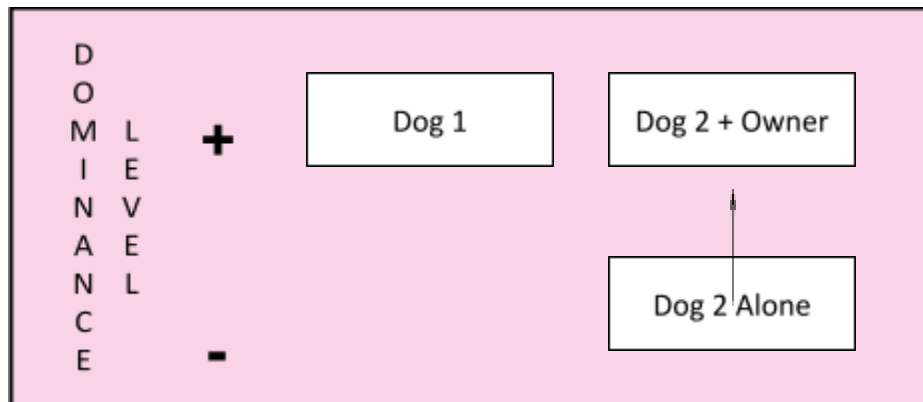 DOMINANCE
LEVEL
+
-
Dog 1
Dog 2 + Owner
Dog 2 Alone